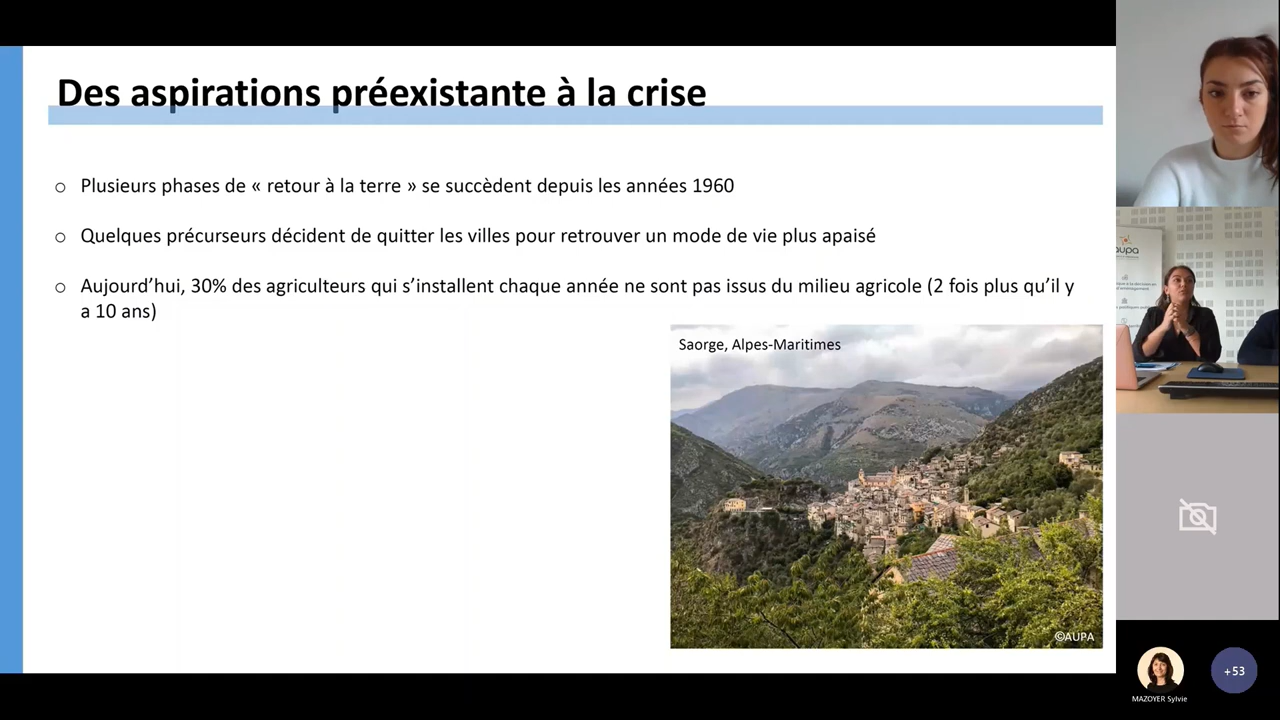 Des aspirations préexistante à la crise
○ Plusieurs phases de « retour à la terre » se succèdent depuis les années 1960
○ Quelques précurseurs décident de quitter les villes pour retrouver un mode de vie plus apaisé
○ Aujourd’hui, 30% des agriculteurs qui s’installent chaque année ne sont pas issus du milieu agricole (2 fois plus qu’il y
a 10 ans)
Saorge, Alpes-Maritimes
©AUPA
aupa
MAZOYER Sylvie
+53